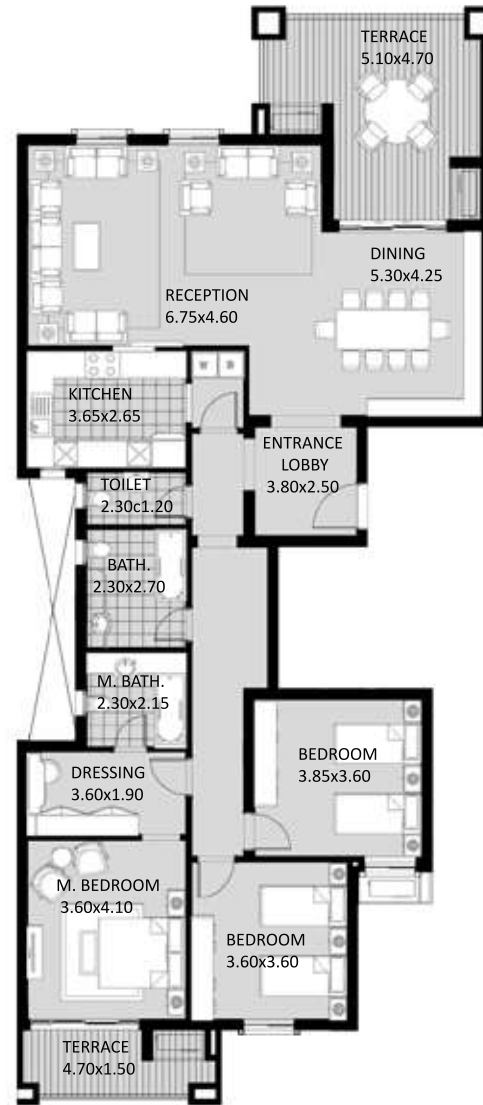 TERRACE
5.10x4.70
DINING
5.30x4.25
RECEPTION
6.75x4.60
KITCHEN
3.65x2.65
ENTRANCE
LOBBY
3.80x2.50
TOILET
2.30c1.20
BATH.
2.30x2.70
M. BATH.
2.30x2.15
BEDROOM
3.85x3.60
DRESSING
3.60x1.90
M. BEDROOM
3.60x4.10
BEDROOM
3.60x3.60
TERRACE
4.70x1.50